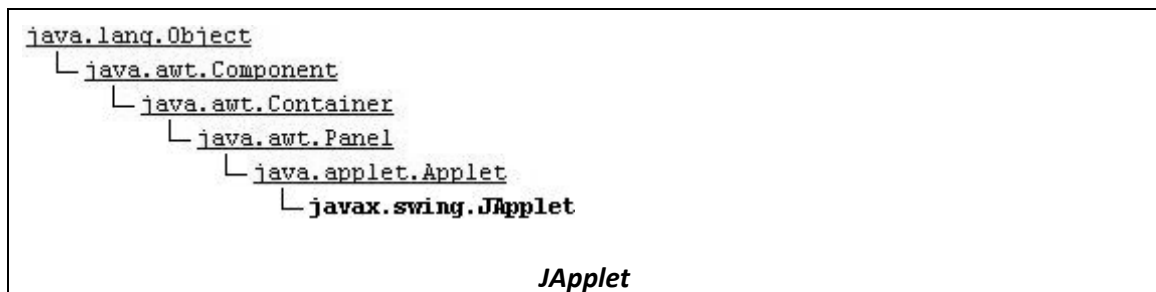 java.lang.Object
java.awt.Component
java.awt.Container
java.awt.Panel
java.applet.Applet
javax.swing.JApplet
JApplet